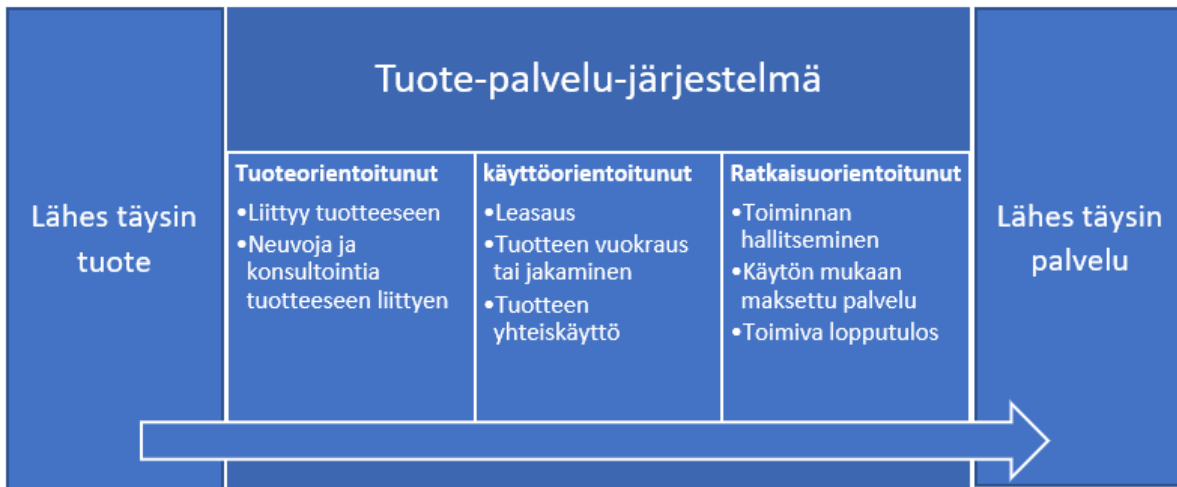 Lähes täysin
tuote
Tuote-palvelu-järjestelmä
Tuoteorientoitunut
•Liittyy tuotteeseen
•Neuvoja ja
konsultointia
tuotteeseen liittyen
käyttöorientoitunut
•Leasaus
•Tuotteen vuokraus
tai jakaminen
•Tuotteen
yhteiskäyttö
Ratkaisuorientoitunut
•Toiminnan
hallitseminen
•Käytön mukaan
maksettu palvelu
•Toimiva lopputulos
Lähes täysin
palvelu